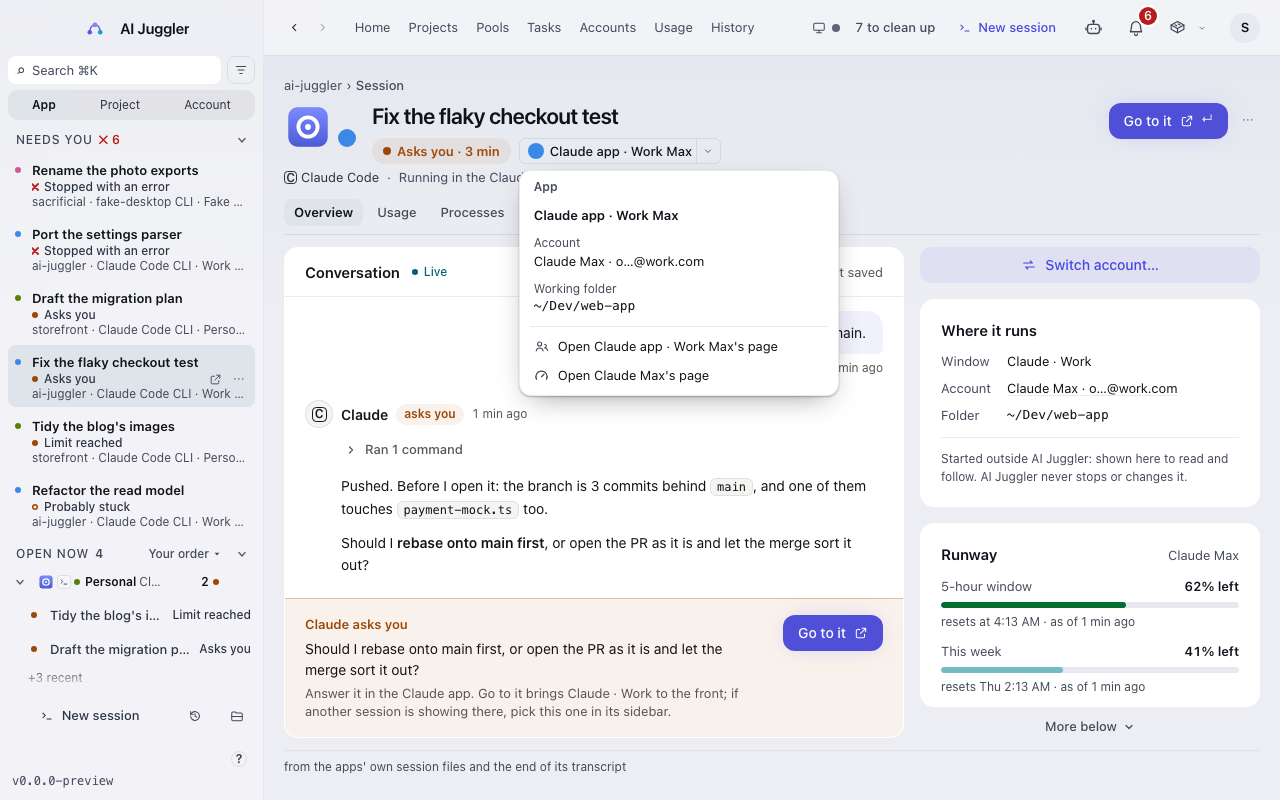 AI Juggler
Search ⌘K
App Project Account
NEEDS YOU 6
Rename the photo exports
Stopped with an error
sacrificial · fake-desktop CLI · Fake ...
Port the settings parser
Stopped with an error
ai-juggler · Claude Code CLI · Work ...
Draft the migration plan
Asks you
storefront · Claude Code CLI · Perso...
Fix the flaky checkout test
Asks you
ai-juggler · Claude Code CLI · Work ...
Tidy the blog's images
Limit reached
storefront · Claude Code CLI · Perso...
Refactor the read model
Probably stuck
ai-juggler · Claude Code CLI · Work ...
OPEN NOW 4 Your order
Personal Cl... 2
Tidy the blog's i... Limit reached
Draft the migration p... Asks you
+3 recent
New session
?
v0.0.0-preview
Home Projects Pools Tasks Accounts Usage History
7 to clean up
New session
6
S
ai-juggler › Session
Fix the flaky checkout test
Asks you · 3 min
Claude app · Work Max
Go to it
Claude Code · Running in the Clau
Overview Usage Processes
App
Claude app · Work Max
Account
Claude Max · o...@work.com
Working folder
~/Dev/web-app
Open Claude app · Work Max's page
Open Claude Max's page
Conversation Live
saved
min ago
Claude asks you 1 min ago
Ran 1 command
Pushed. Before I open it: the branch is 3 commits behind main, and one of them
touches payment-mock.ts too.
Should I rebase onto main first, or open the PR as it is and let the merge sort it
out?
Claude asks you
Should I rebase onto main first, or open the PR as it is and let the
merge sort it out?
Answer it in the Claude app. Go to it brings Claude · Work to the front; if
another session is showing there, pick this one in its sidebar.
Go to it
Switch account...
Where it runs
Window Claude · Work
Account Claude Max · o...@work.com
Folder ~/Dev/web-app
Started outside AI Juggler: shown here to read and
follow. AI Juggler never stops or changes it.
Runway Claude Max
5-hour window 62% left
resets at 4:13 AM · as of 1 min ago
This week 41% left
resets Thu 2:13 AM · as of 1 min ago
More below
from the apps' own session files and the end of its transcript